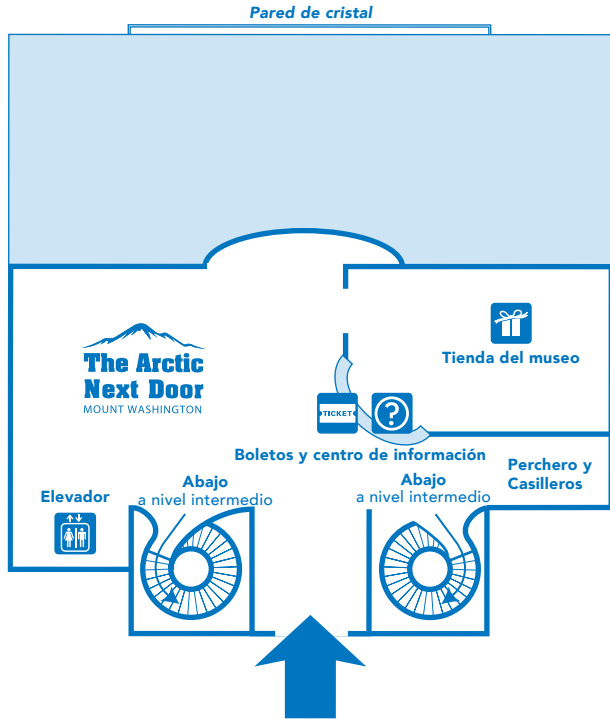 Pared de cristal
The Arctic
Next Door
MOUNT WASHINGTON
Tienda del museo
TICKET
?
Boletos y centro de información
Perchero y
Casilleros
Elevador
Abajo
a nivel intermedio
Abajo
a nivel intermedio